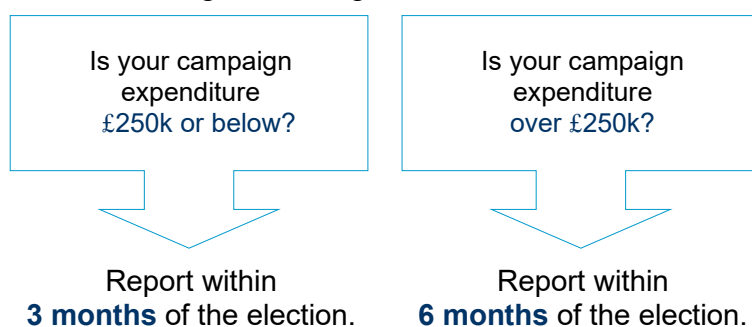 Is your campaign
expenditure
£250k or below?
Report within
3 months of the election.
Is your campaign
expenditure
over £250k?
Report within
6 months of the election.